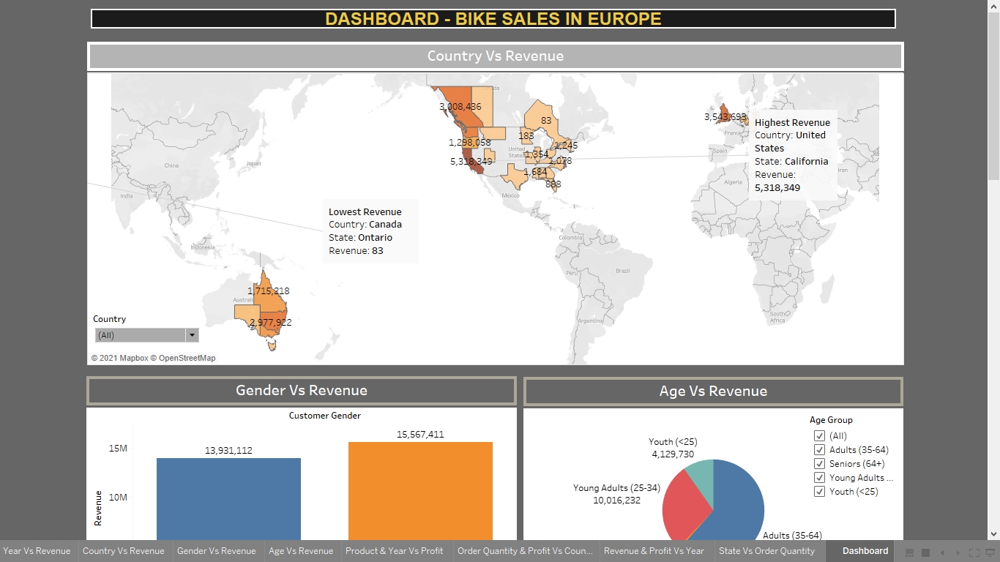 DASHBOARD - BIKE SALES IN EUROPE
Country Vs Revenue
3,008,436
83
183
1,298,058
1,245
United
States
1,354
5,318,349
1,078
1,684
808
Mexico
3,543,693
France
Spain
Algeria
Highest Revenue
Country: United
States
State: California
Revenue:
5,318,349
China
Japan
India
Indonesia
Lowest Revenue
Country: Canada
State: Ontario
Revenue: 83
Colombia
Peru
Brazil
Argentina
South
Africa
1,715,218
Australi
2,977,922
Country
(All)
© 2021 Mapbox © OpenStreetMap
Gender Vs Revenue
Customer Gender
15M
10M
Revenue
13,931,112
15,567,411
Age Vs Revenue
Youth (<25)
4,129,730
Young Adults (25-34)
10,016,232
Adults (35-64)
Age Group
(All)
Adults (35-64)
Seniors (64+)
Young Adults ...
Youth (<25)
Year Vs Revenue
Country Vs Revenue
Gender Vs Revenue
Age Vs Revenue
Product & Year Vs Profit
Order Quantity & Profit Vs Coun...
Revenue & Profit Vs Year
State Vs Order Quantity
Dashboard